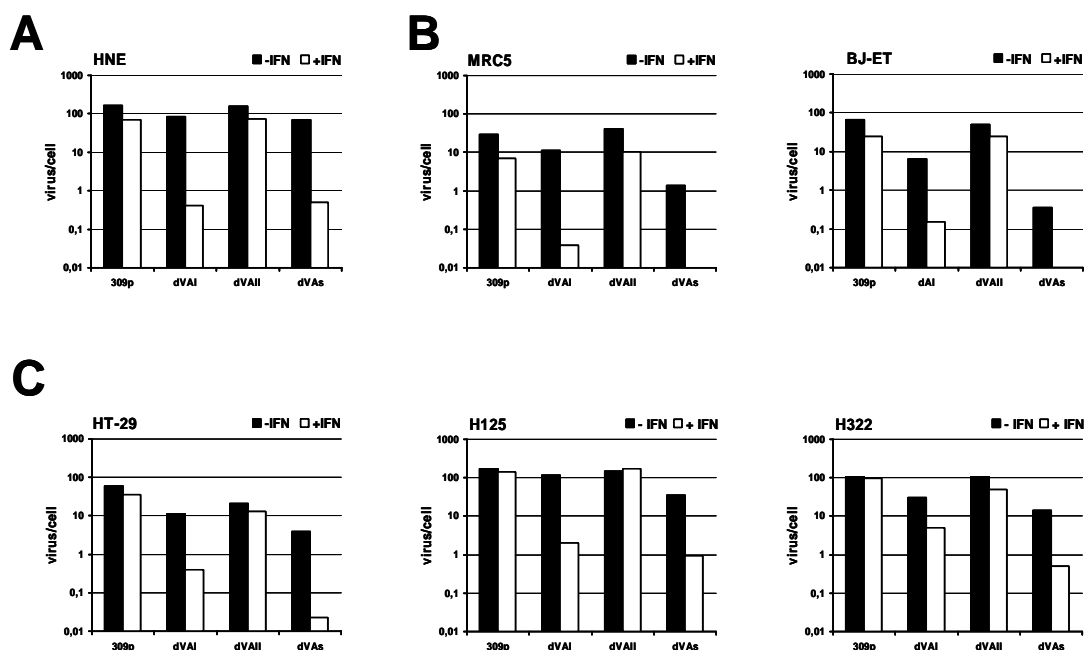 A
HNE
-IFN +IFN
virus/cell
1000
100
10
1
0,1
0,01
309p dVAI dVAII dVAs
B
MRC5
-IFN +IFN
virus/cell
1000
100
10
1
0,1
0,01
309p dVAI dVAII dVAs
BJ-ET
-IFN +IFN
virus/cell
1000
100
10
1
0,1
0,01
309p dAI dVAII dVAs
C
HT-29
-IFN +IFN
virus/cell
1000
100
10
1
0,1
0,01
309p dVAI dVAII dVAs
H125
- IFN + IFN
virus/cell
1000
100
10
1
0,1
0,01
309p dVAI dVAII dVAs
H322
- IFN + IFN
virus/cell
1000
100
10
1
0,1
0,01
309p dVAI dVAII dVAs